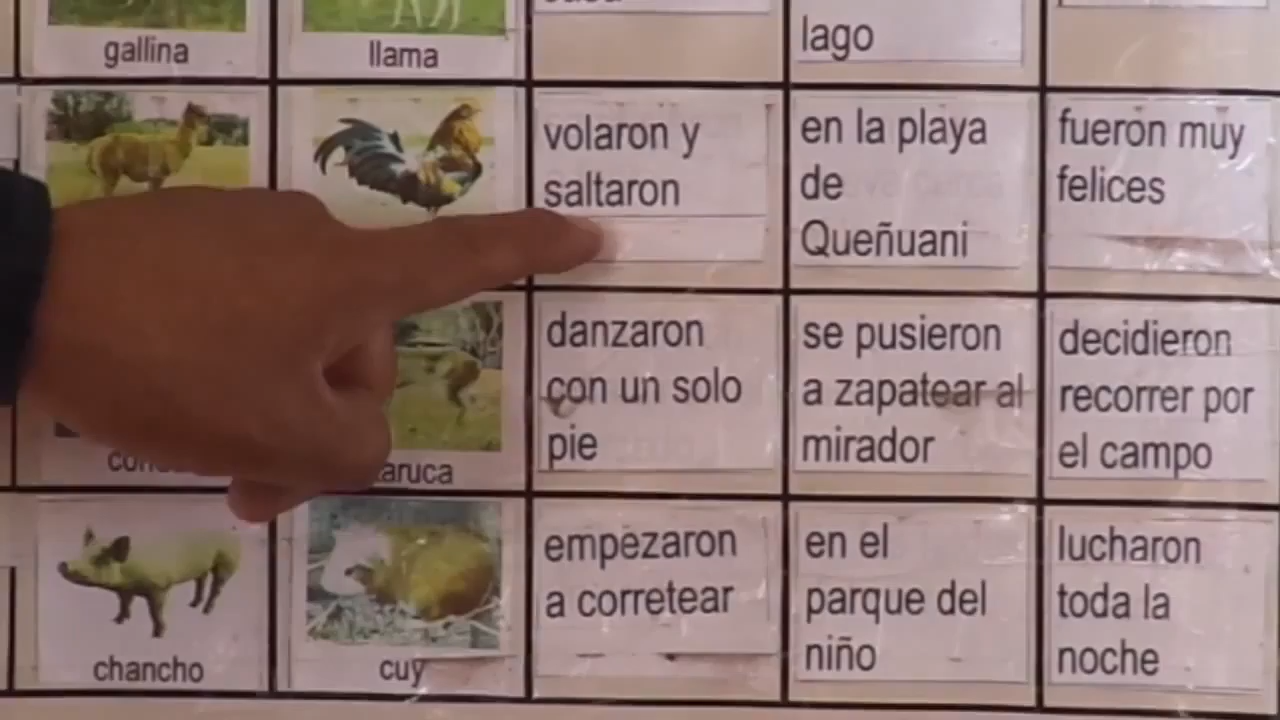 gallina
llama
lago
volaron y
saltaron
en la playa
de
Queñuani
fueron muy
felices
danzaron
con un solo
pie
se pusieron
a zapatear al
mirador
decidieron
recorrer por
el campo
chancho
cuy
empezaron
a corretear
en el
parque del
niño
lucharon
toda la
noche